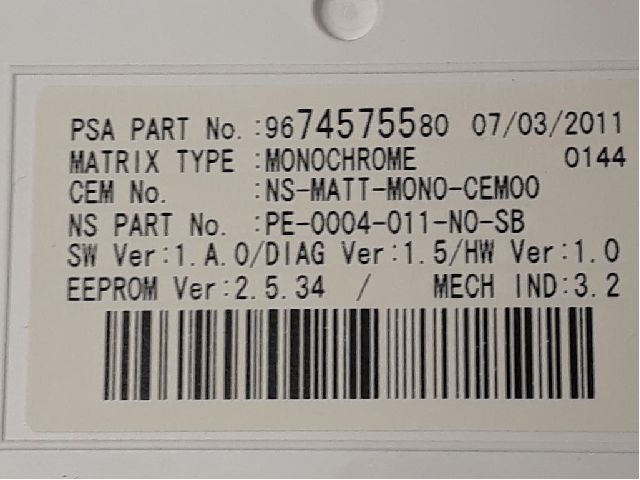 PSA PART No.:9674575580 07/03/2011
MATRIX TYPE :MONOCHROME 0144
CEM No. :NS-MATT-MONO-CEM00
NS PART No. :PE-0004-011-N0-SB
SW Ver:1.A.0/DIAG Ver:1.5/HW Ver:1.0
EEPROM Ver:2.5.34 / MECH IND:3.2